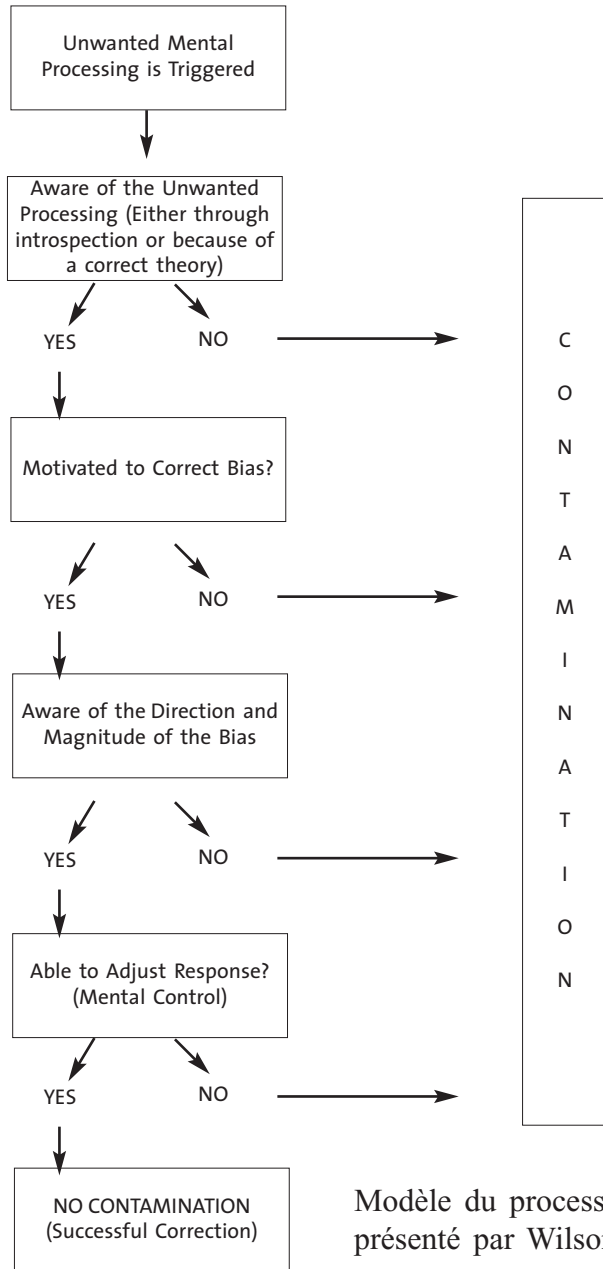 Unwanted Mental
Processing is Triggered
Aware of the Unwanted
Processing (Either through
introspection or because of
a correct theory)
YES
NO
Motivated to Correct Bias?
YES
NO
Aware of the Direction and
Magnitude of the Bias
YES
NO
Able to Adjust Response?
(Mental Control)
YES
NO
NO CONTAMINATION
(Successful Correction)
C
O
N
T
A
M
I
N
A
T
I
O
N
Modèle du process
présenté par Wilson